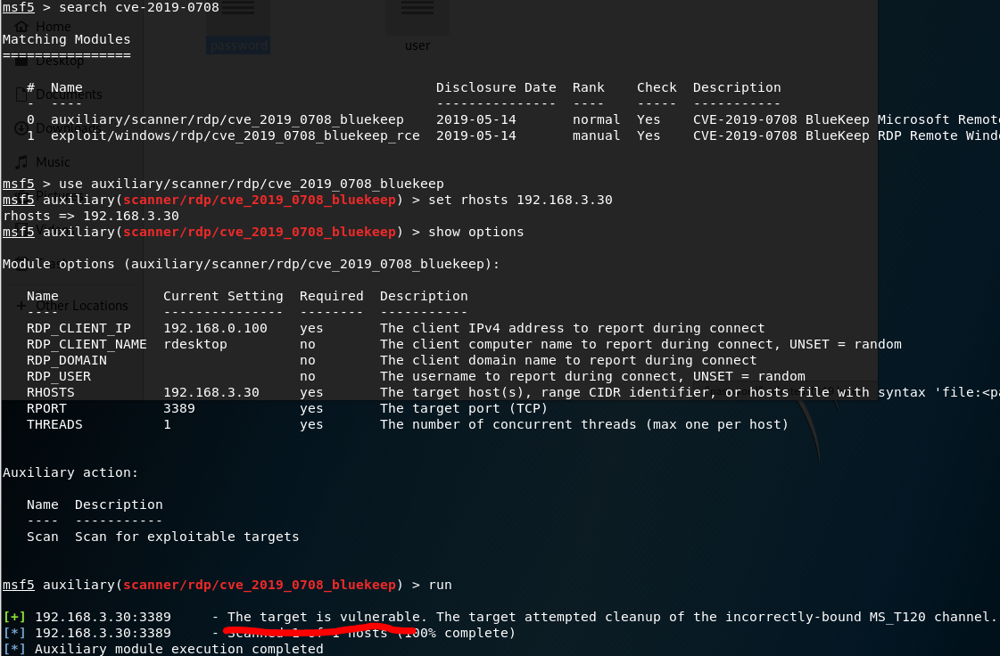 msf5 > search cve-2019-0708
Home
password
user
Matching Modules
================
Desktop
#  Name                                            Disclosure Date  Rank    Check  Description
-  ----                                            ---------------  ----    -----  -----------
Documents
0  auxiliary/scanner/rdp/cve_2019_0708_bluekeep    2019-05-14       normal  Yes    CVE-2019-0708 BlueKeep Microsoft Remot
Downloads
1  exploit/windows/rdp/cve_2019_0708_bluekeep_rce  2019-05-14       manual  Yes    CVE-2019-0708 BlueKeep RDP Remote Wind
Music
msf5 > use auxiliary/scanner/rdp/cve_2019_0708_bluekeep
msf5 auxiliary(scanner/rdp/cve_2019_0708_bluekeep) > set rhosts 192.168.3.30
rhosts => 192.168.3.30
msf5 auxiliary(scanner/rdp/cve_2019_0708_bluekeep) > show options
Module options (auxiliary/scanner/rdp/cve_2019_0708_bluekeep):
Name             Current Setting  Required  Description
+ Other Locations
----             ---------------  --------  -----------
RDP_CLIENT_IP    192.168.0.100    yes       The client IPv4 address to report during connect
RDP_CLIENT_NAME  rdesktop         no        The client computer name to report during connect, UNSET = random
RDP_DOMAIN                        no        The client domain name to report during connect
RDP_USER                          no        The username to report during connect, UNSET = random
RHOSTS           192.168.3.30     yes       The target host(s), range CIDR identifier, or hosts file with syntax 'file:<pa
RPORT            3389             yes       The target port (TCP)
THREADS          1                yes       The number of concurrent threads (max one per host)
Auxiliary action:
Name  Description
----  -----------
Scan  Scan for exploitable targets
msf5 auxiliary(scanner/rdp/cve_2019_0708_bluekeep) > run
[+] 192.168.3.30:3389     - The target is vulnerable. The target attempted cleanup of the incorrectly-bound MS_T120 channel.
[*] 192.168.3.30:3389     - Scanned 1 of 1 hosts (100% complete)
[*] Auxiliary module execution completed